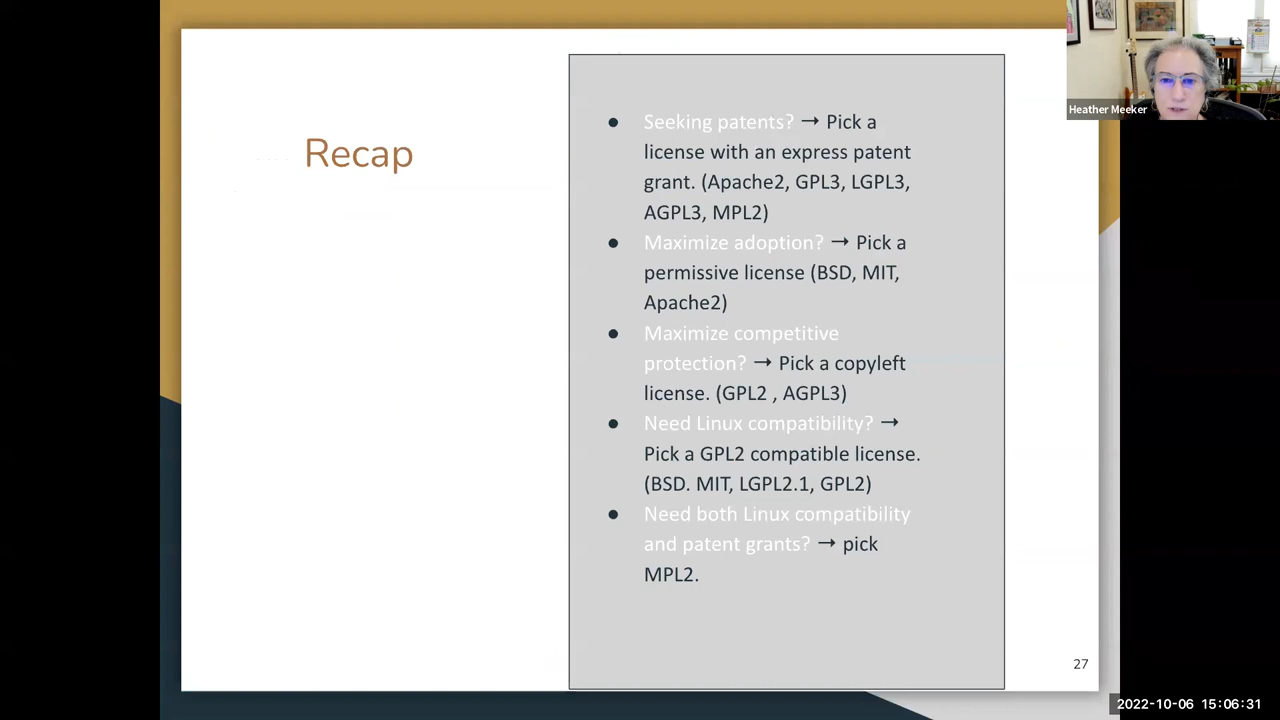 Recap
● Seeking patents? → Pick a
license with an express patent
grant. (Apache2, GPL3, LGPL3,
AGPL3, MPL2)
● Maximize adoption? → Pick a
permissive license (BSD, MIT,
Apache2)
● Maximize competitive
protection? → Pick a copyleft
license. (GPL2 , AGPL3)
● Need Linux compatibility? →
Pick a GPL2 compatible license.
(BSD. MIT, LGPL2.1, GPL2)
● Need both Linux compatibility
and patent grants? → pick
MPL2.
27
Heather Meeker
2022-10-06 15:06:31